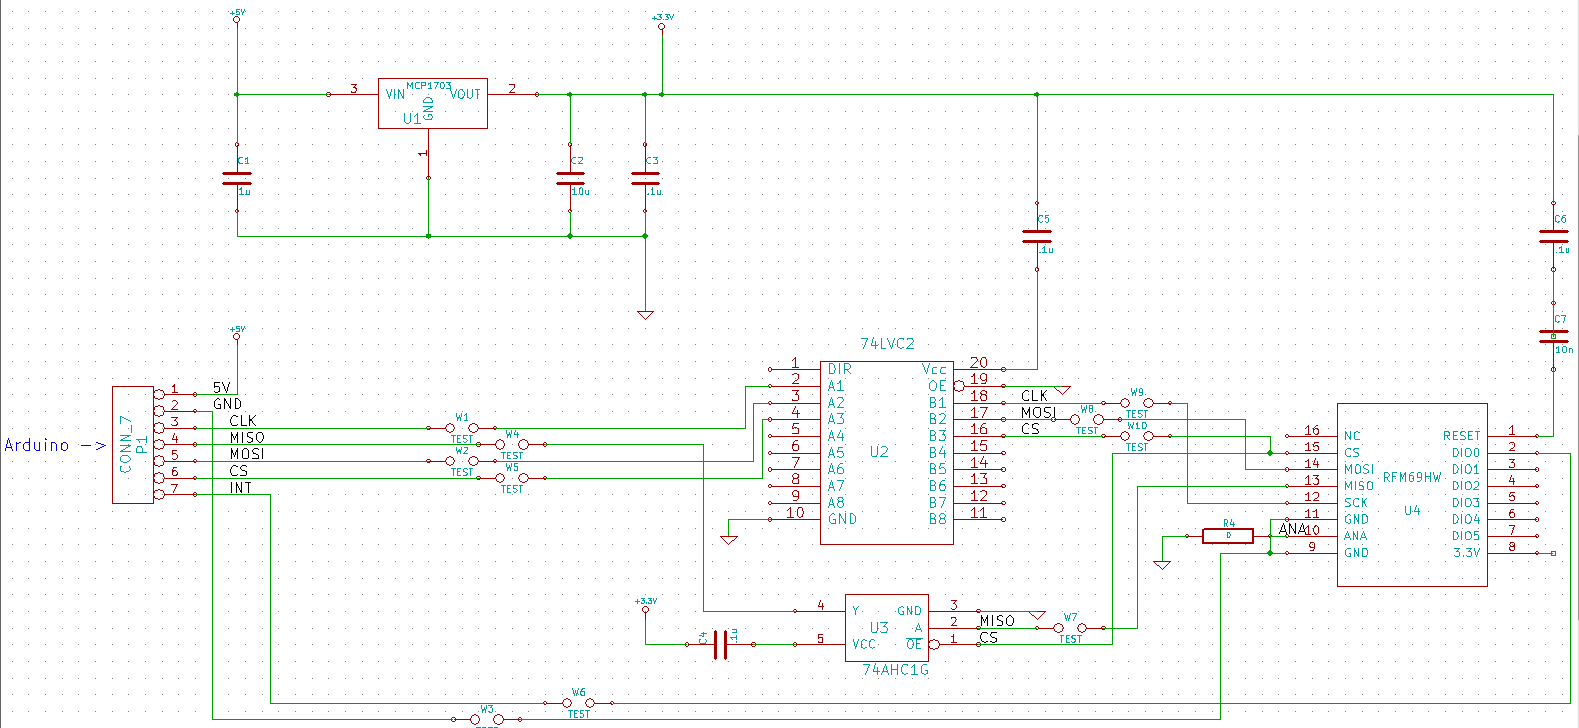 +5V
+3.3V
3 VIN MCP1703 VOUT 2
U1 GND
1
C1
1u
C2
10u
C3
.1u
C5
.1u
C6
.1u
C7
10n
+5V
Arduino —>
CONN_7
P1
1 5V
2 GND
3 CLK
4 MISO
5 MOSI
6 CS
7 INT
W1
TEST
W4
TEST
W2
TEST
W5
TEST
74LVC2
U2
1 DIR
2 A1
3 A2
4 A3
5 A4
6 A5
7 A6
8 A7
9 A8
10 GND
Vcc 20
OE 19
B1 18 CLK
B2 17 MOSI
B3 16 CS
B4 15
B5 14
B6 13
B7 12
B8 11
W9
TEST
W8
TEST
W10
TEST
RFM69HW
U4
16 NC
15 CS
14 MOSI
13 MISO
12 SCK
11 GND
ANA 10 ANA
9 GND
RESET 1
DIO0 2
DIO1 3
DIO2 4
DIO3 5
DIO4 6
DIO5 7
3.3V 8
R4
0
+3.3V
C4
.1u
4 Y
5 VCC
U3
GND 3
A 2 MISO
OE 1 CS
74AHC1G
W7
TEST
W6
TEST
W3
TEST